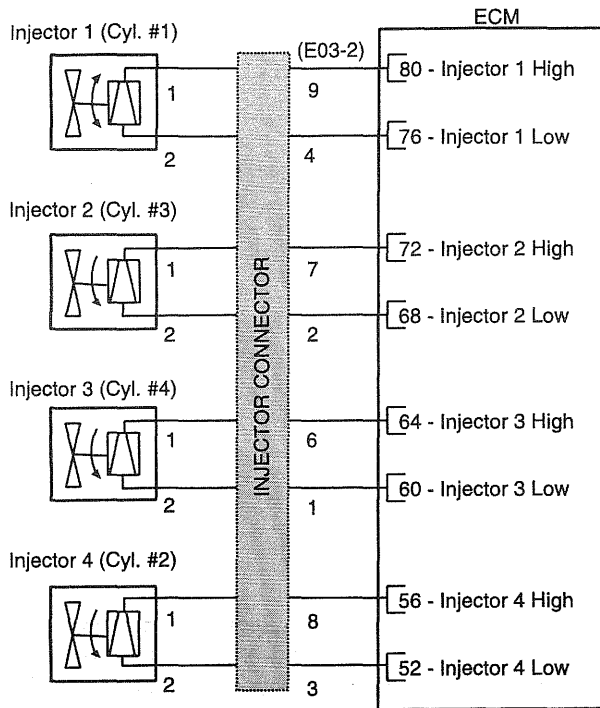 ECM
Injector 1 (Cyl. #1)
(E03-2)
1
9
80 - Injector 1 High
2
4
76 - Injector 1 Low
Injector 2 (Cyl. #3)
1
7
72 - Injector 2 High
2
2
68 - Injector 2 Low
INJECTOR CONNECTOR
Injector 3 (Cyl. #4)
1
6
64 - Injector 3 High
2
1
60 - Injector 3 Low
Injector 4 (Cyl. #2)
1
8
56 - Injector 4 High
2
3
52 - Injector 4 Low